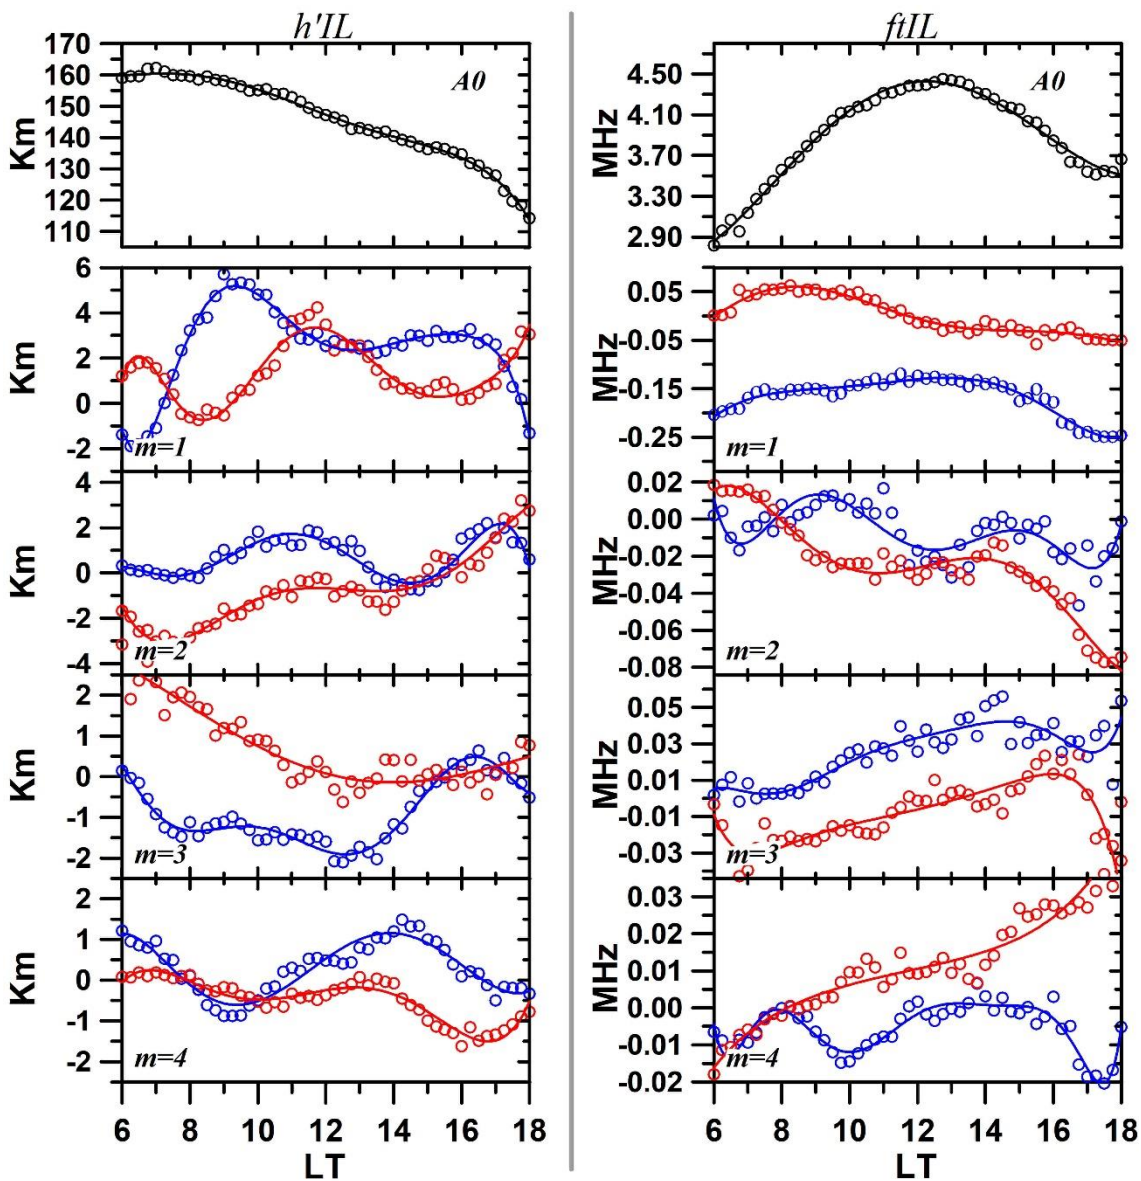 h'IL
ftIL
170
160
150
140
130
120
110
Km
A0
4.50
4.10
3.70
3.30
2.90
MHz
A0
6
4
2
0
-2
Km
m=1
0.05
-0.05
-0.15
-0.25
MHz
m=1
4
2
0
-2
-4
Km
m=2
0.02
0.00
-0.02
-0.04
-0.06
-0.08
MHz
m=2
2
1
0
-1
-2
Km
m=3
0.05
0.03
0.01
-0.01
-0.03
MHz
m=3
2
1
0
-1
-2
Km
m=4
0.03
0.02
0.01
0.00
-0.01
-0.02
MHz
m=4
6 8 10 12 14 16 18
LT
6 8 10 12 14 16 18
LT